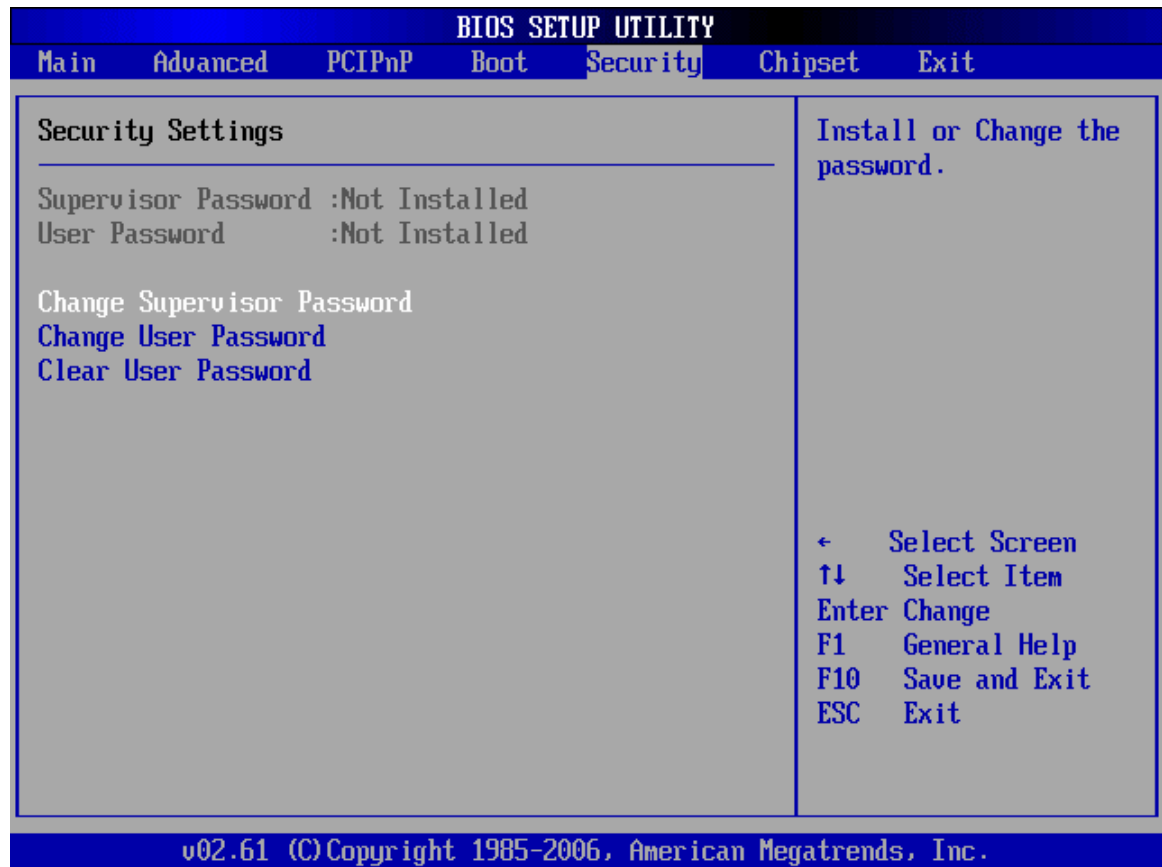 BIOS SETUP UTILITY
Main Advanced PCIPnP Boot Security Chipset Exit
Security Settings
Supervisor Password :Not Installed
User Password :Not Installed
Change Supervisor Password
Change User Password
Clear User Password
Install or Change the
password.
← Select Screen
↑↓ Select Item
Enter Change
F1 General Help
F10 Save and Exit
ESC Exit
v02.61 (C)Copyright 1985-2006, American Megatrends, Inc.